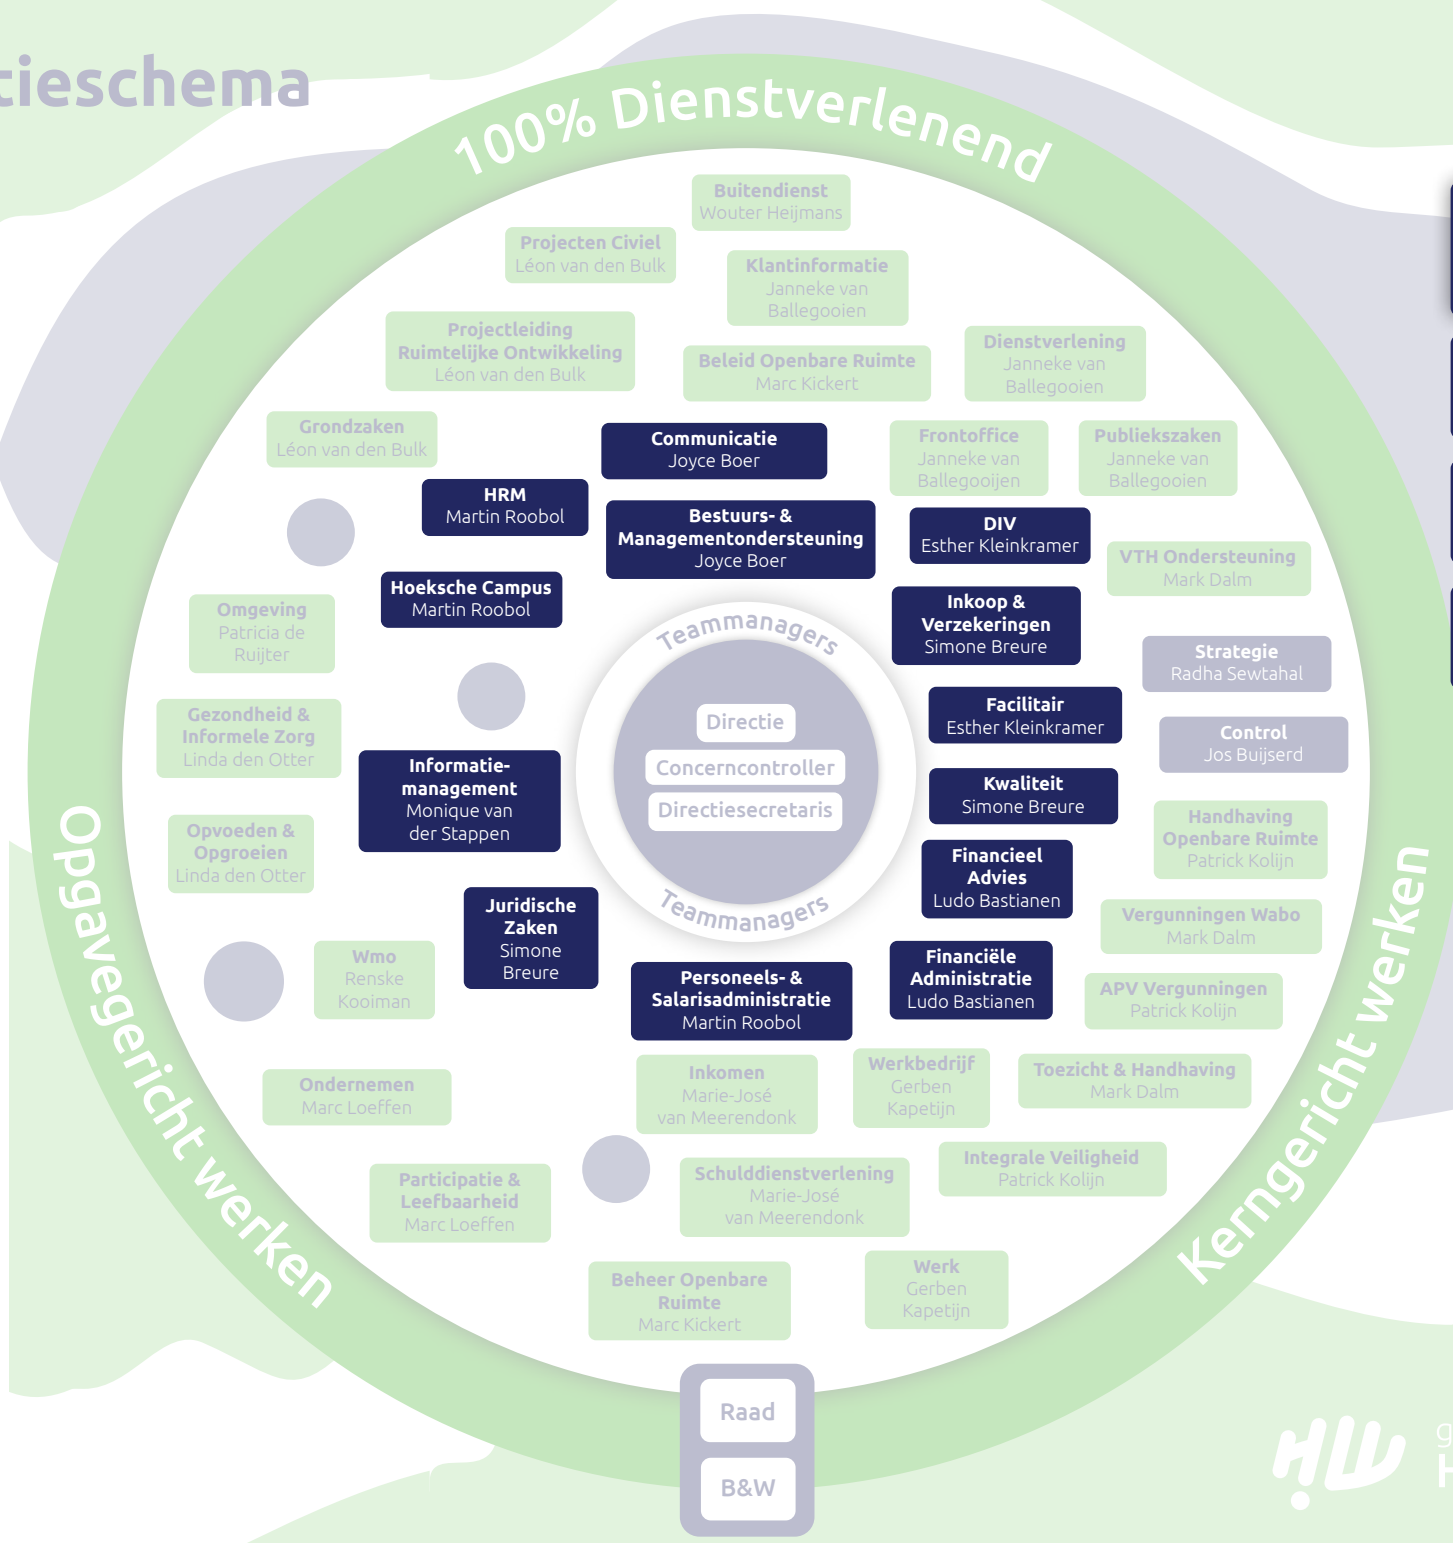 tieschema
100% Dienstverlenend
Buitendienst
Wouter Heijmans
Projecten Civiel
Léon van den Bulk
Klantinformatie
Janneke van
Ballegooien
Projectleiding
Ruimtelijke Ontwikkeling
Léon van den Bulk
Beleid Openbare Ruimte
Marc Kickert
Dienstverlening
Janneke van
Ballegooien
Grondzaken
Léon van den Bulk
Communicatie
Joyce Boer
Frontoffice
Janneke van
Ballegooijen
Publiekszaken
Janneke van
Ballegooien
HRM
Martin Roobol
Bestuurs- &
Managementondersteuning
Joyce Boer
DIV
Esther Kleinkramer
VTH Ondersteuning
Mark Dalm
Hoeksche Campus
Martin Roobol
Inkoop &
Verzekeringen
Simone Breure
Omgeving
Patricia de
Ruijter
Teammanagers
Strategie
Radha Sewtahal
Gezondheid &
Informele Zorg
Linda den Otter
Directie
Concerncontroller
Directiesecretaris
Facilitair
Esther Kleinkramer
Control
Jos Buijserd
Informatie-
management
Monique van
der Stappen
Kwaliteit
Simone Breure
Handhaving
Openbare Ruimte
Patrick Kolijn
Opvoeden &
Opgroeien
Linda den Otter
Financieel
Advies
Ludo Bastianen
Teammanagers
Juridische
Zaken
Simone
Breure
Vergunningen Wabo
Mark Dalm
Wmo
Renske
Kooiman
Personeels- &
Salarisadministratie
Martin Roobol
Financiële
Administratie
Ludo Bastianen
APV Vergunningen
Patrick Kolijn
Ondernemen
Marc Loeffen
Inkomen
Marie-José
van Meerendonk
Werkbedrijf
Gerben
Kapetijn
Toezicht & Handhaving
Mark Dalm
Participatie &
Leefbaarheid
Marc Loeffen
Schulddienstverlening
Marie-José
van Meerendonk
Integrale Veiligheid
Patrick Kolijn
Beheer Openbare
Ruimte
Marc Kickert
Werk
Gerben
Kapetijn
Opgavegericht werken
Kerngericht werken
Raad
B&W
HW
g
H